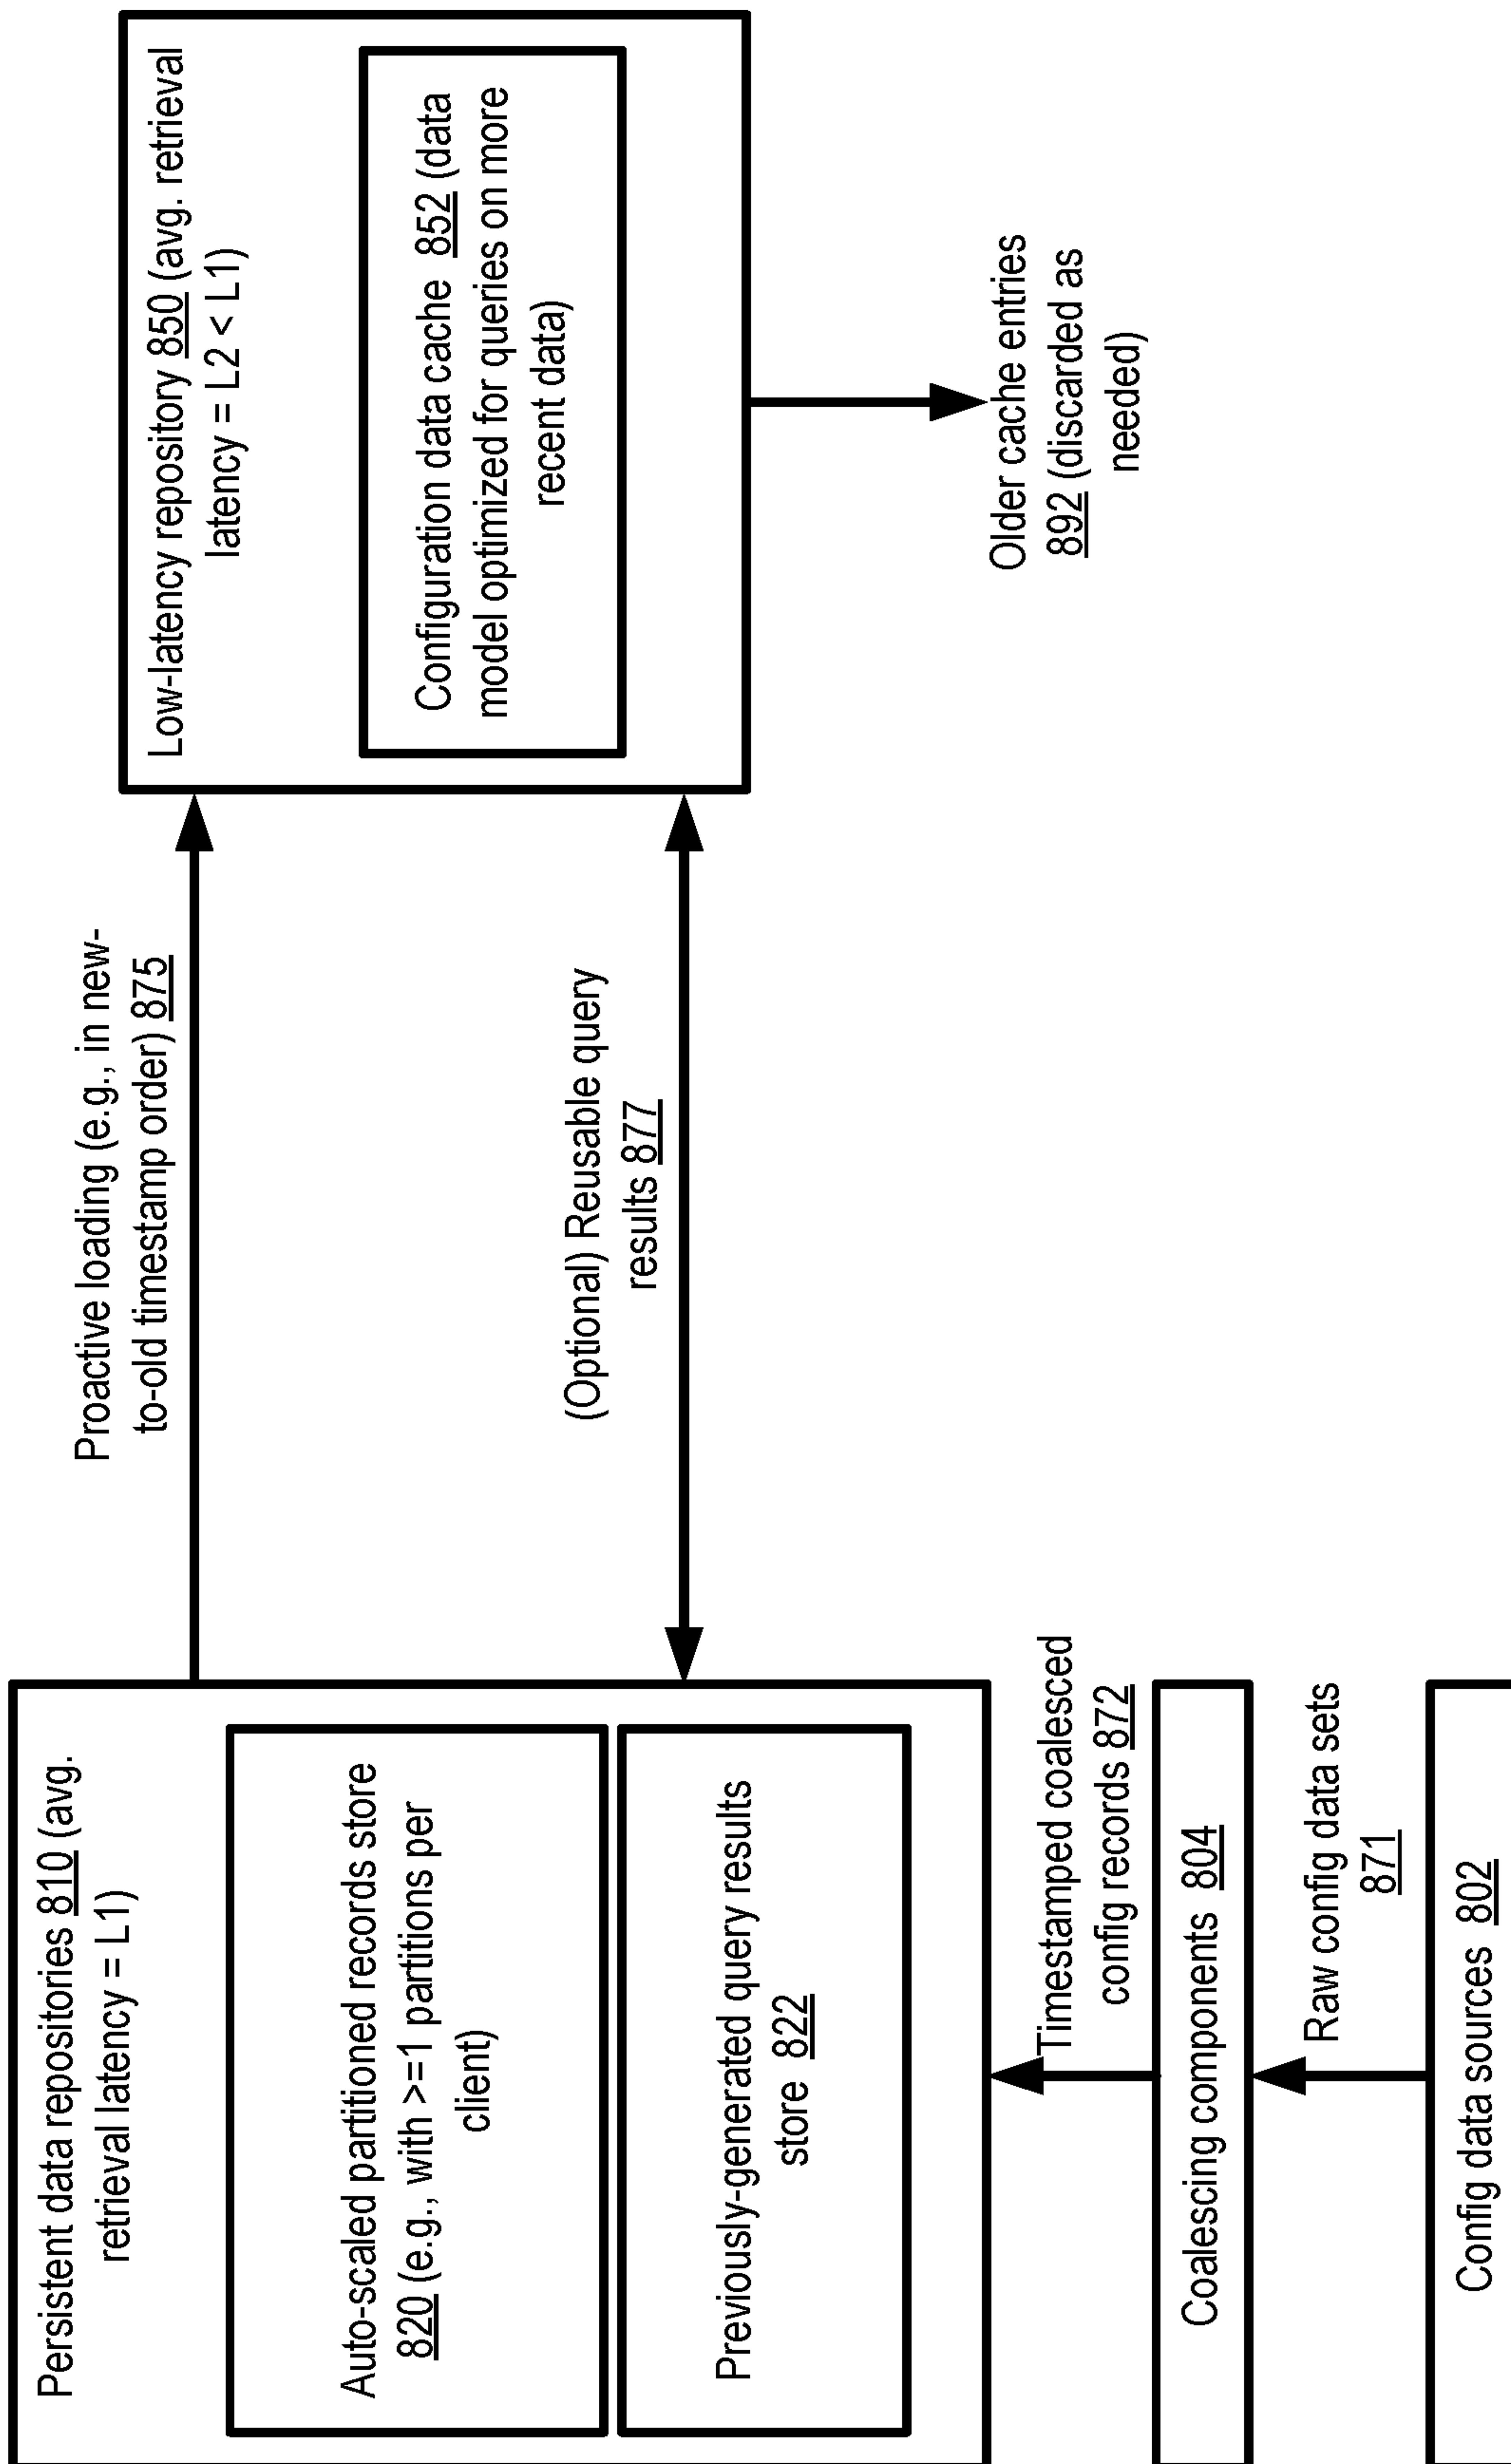 Persistent data repositories 810 (avg.
retrieval latency = L1)
Auto-scaled partitioned records store
820 (e.g., with >=1 partitions per
client)
Previously-generated query results
store 822
Timestamped coalesced
config records 872
Coalescing components 804
Raw config data sets
871
Config data sources 802
Proactive loading (e.g., in new-
to-old timestamp order) 875
(Optional) Reusable query
results 877
Low-latency repository 850 (avg. retrieval
latency = L2 < L1)
Configuration data cache 852 (data
model optimized for queries on more
recent data)
Older cache entries
892 (discarded as
needed)